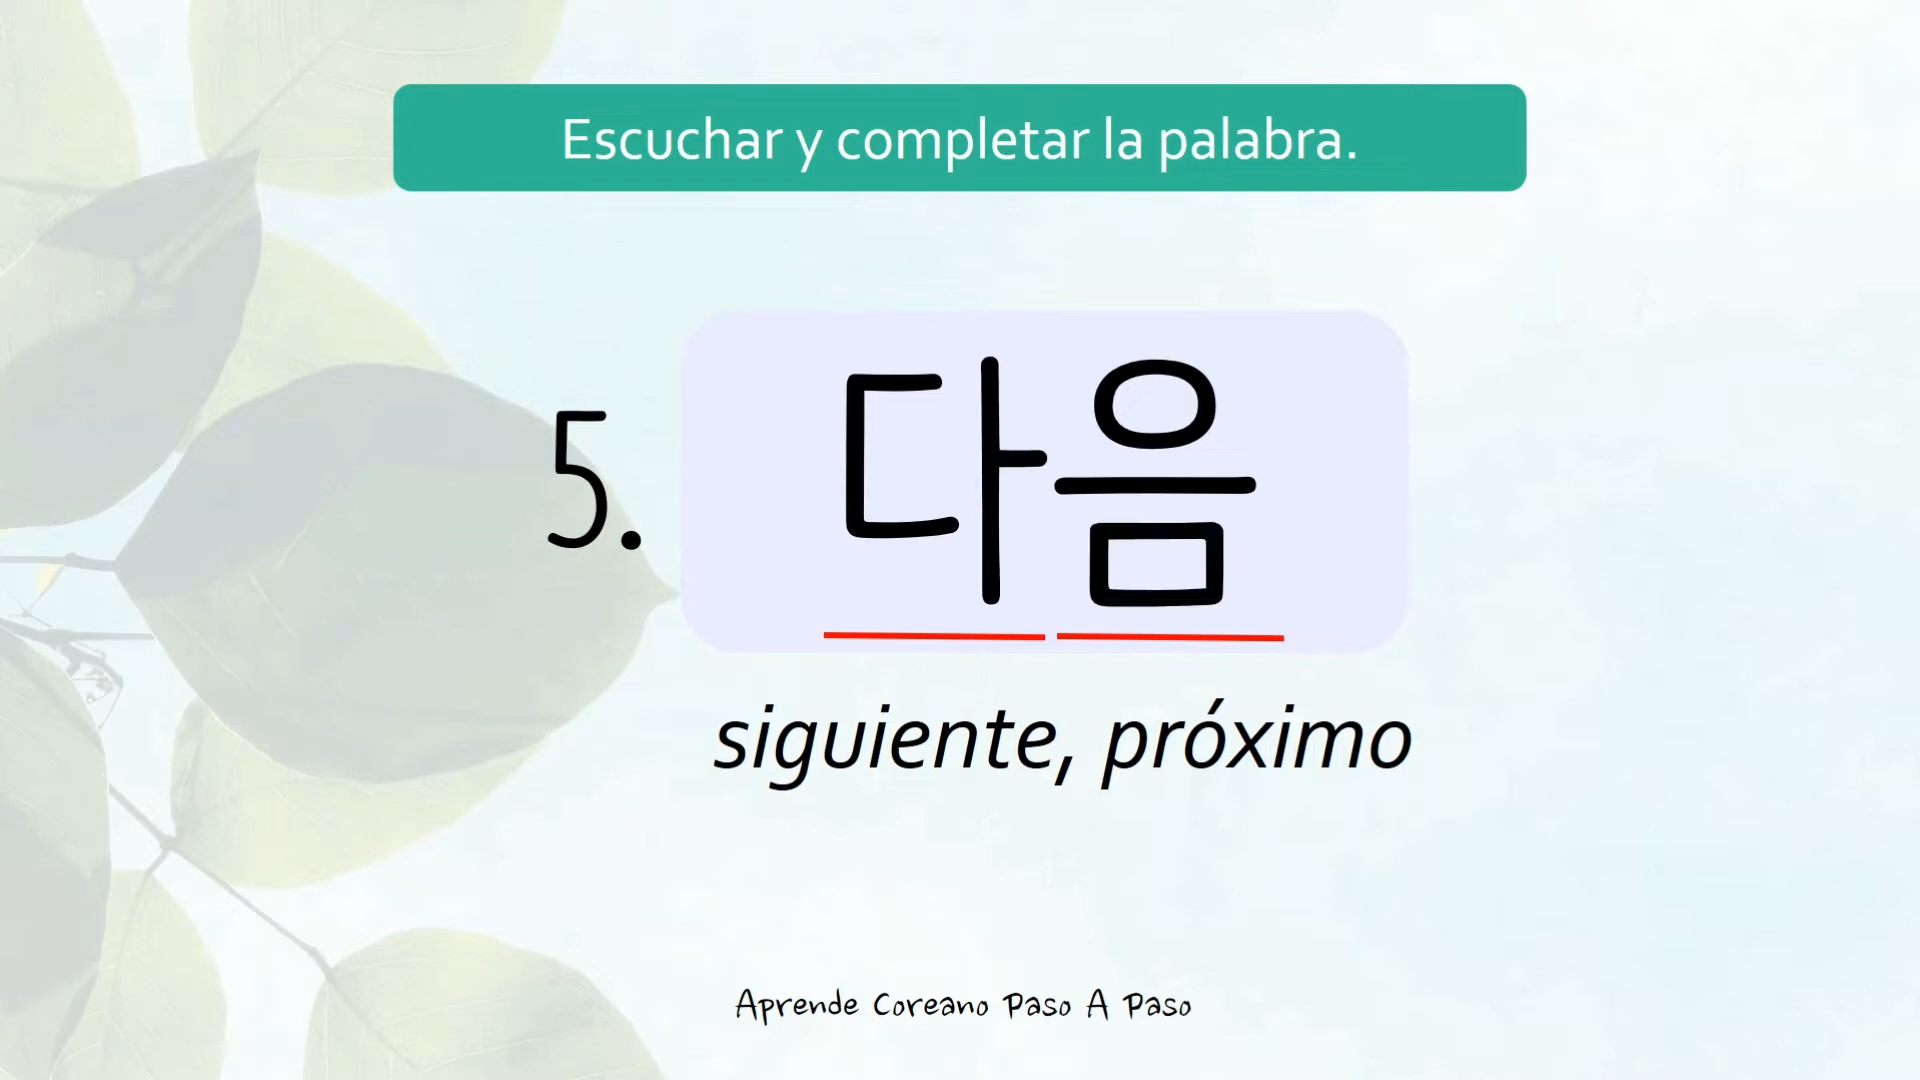 Escuchar y completar la palabra.
5. 다음
siguiente, próximo
Aprende Coreano Paso A Paso